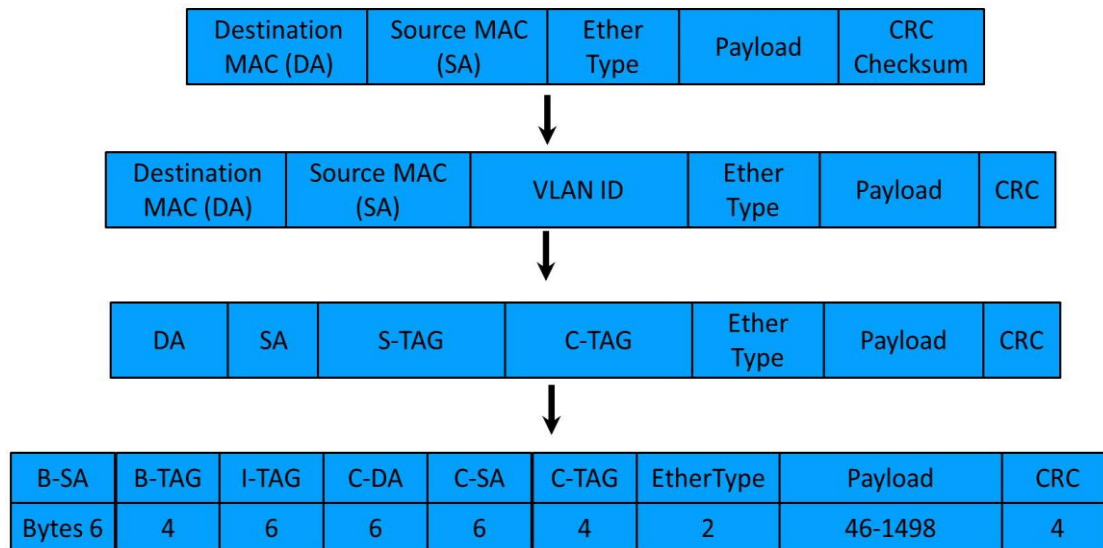 Destination MAC (DA) Source MAC (SA) Ether Type Payload CRC Checksum
Destination MAC (DA) Source MAC (SA) VLAN ID Ether Type Payload CRC
DA SA S-TAG C-TAG Ether Type Payload CRC
B-SA B-TAG I-TAG C-DA C-SA C-TAG EtherType Payload CRC
Bytes 6 4 6 6 6 4 2 46-1498 4